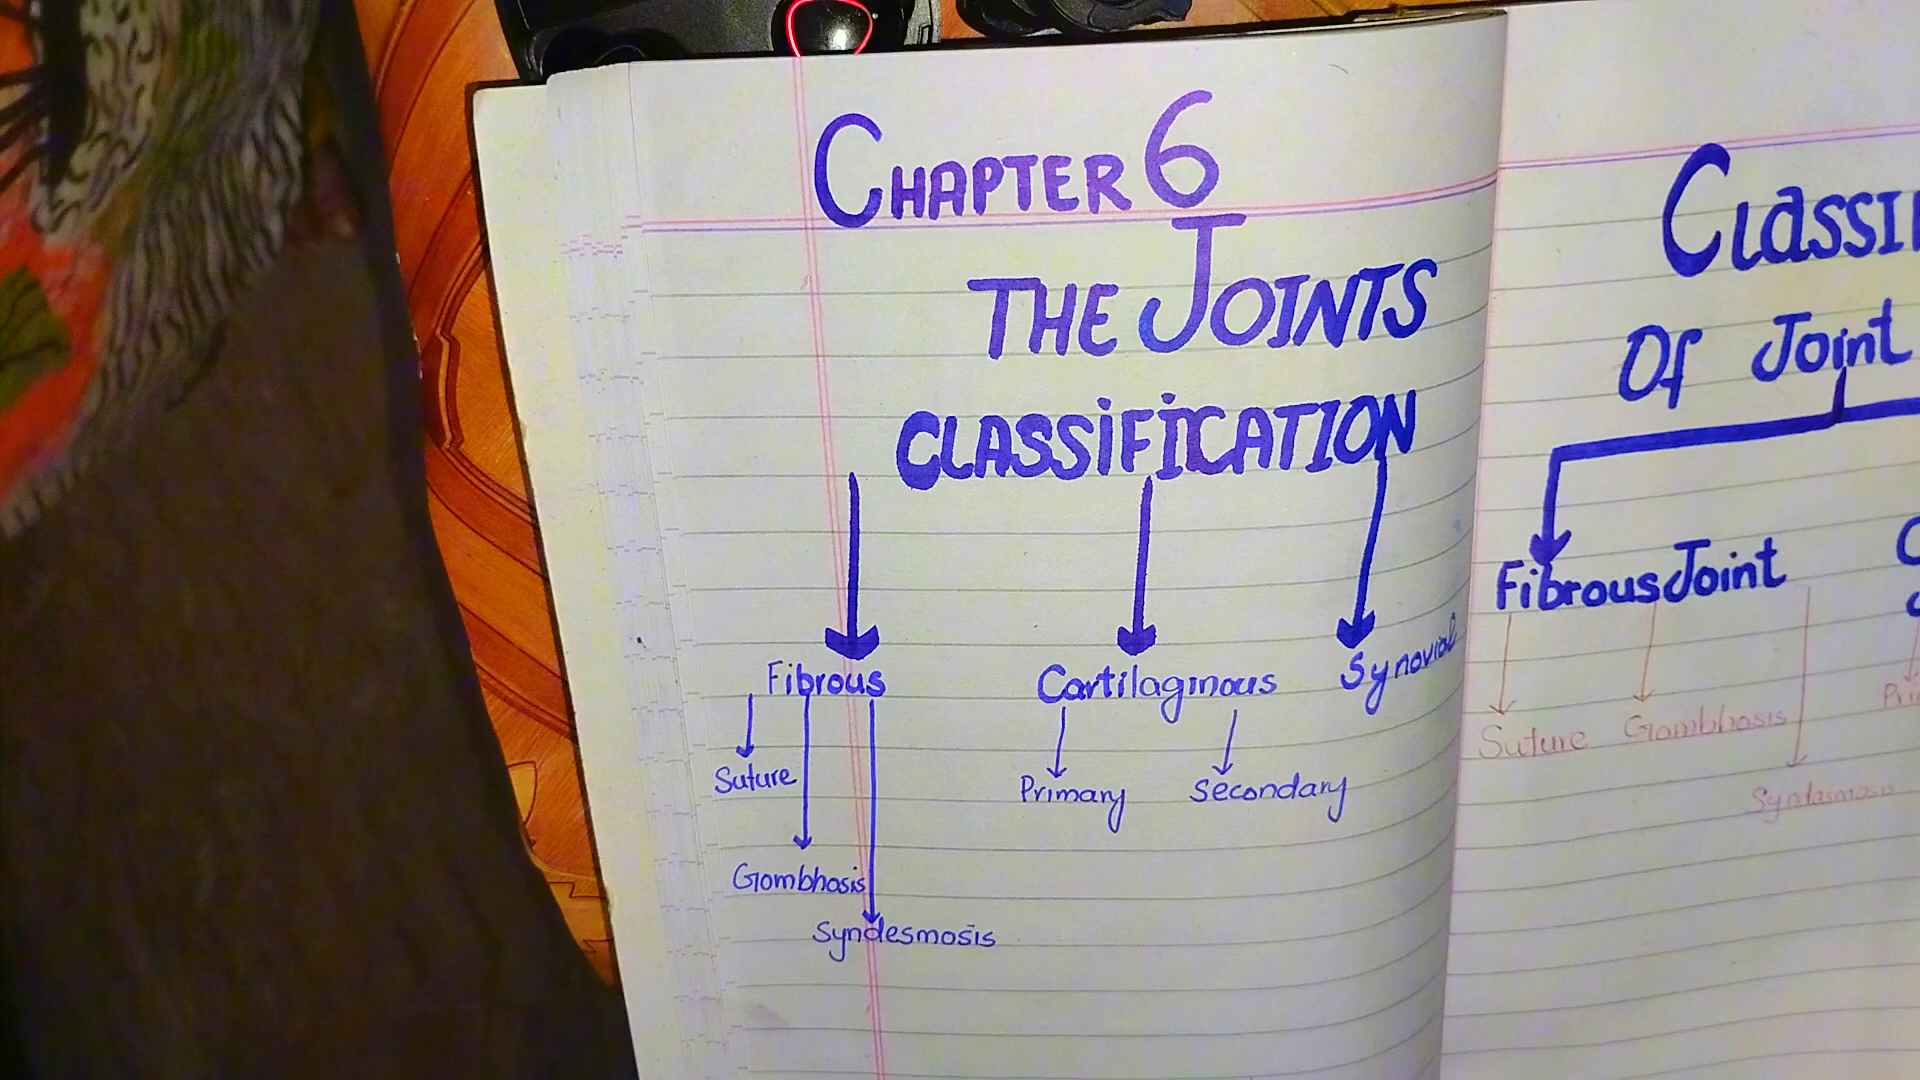 CHAPTER 6
THE JOINTS
CLASSIFICATION
Fibrous
Cartilaginous
Synovial
Suture
Primary
Secondary
Gombhosis
Syndesmosis
Of Joint
Fibrous Joint
Suture
Gombhosis
Syndesmosis